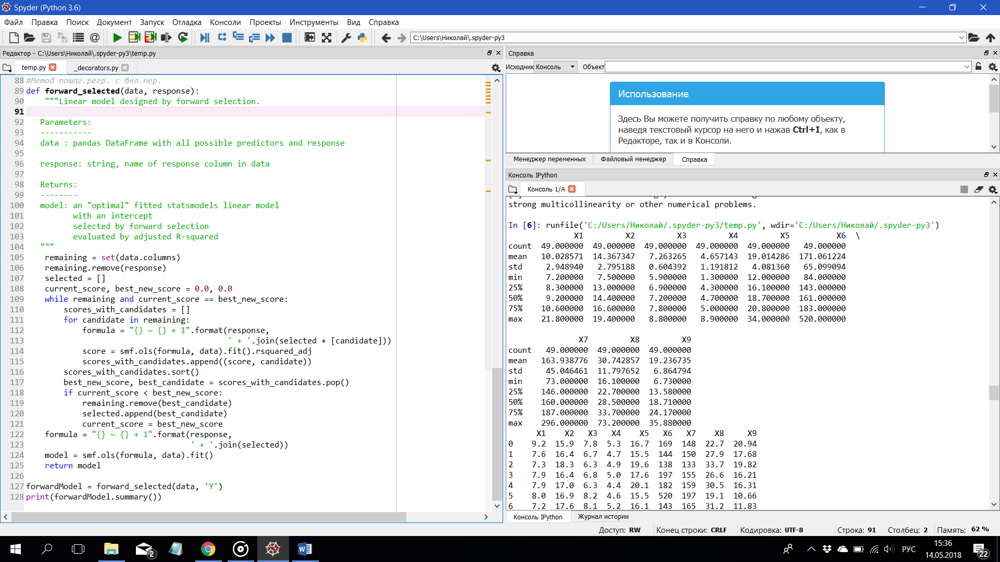 Spyder (Python 3.6)
Файл Правка Поиск Документ Запуск Отладка Консоли Проекты Инструменты Вид Справка
C:\Users\Николай\.spyder-py3
Редактор - C:\Users\Николай\.spyder-py3\temp.py
temp.py _decorators.py
88 #Метод пошаг.регр. с вкл.пер.
89 def forward_selected(data, response):
90 """Linear model designed by forward selection.
91
92 Parameters:
93 -----------
94 data : pandas DataFrame with all possible predictors and response
95
96 response: string, name of response column in data
97
98 Returns:
99 --------
100 model: an "optimal" fitted statsmodels linear model
101 with an intercept
102 selected by forward selection
103 evaluated by adjusted R-squared
104 """
105 remaining = set(data.columns)
106 remaining.remove(response)
107 selected = []
108 current_score, best_new_score = 0.0, 0.0
109 while remaining and current_score == best_new_score:
110 scores_with_candidates = []
111 for candidate in remaining:
112 formula = "{} ~ {} + 1".format(response,
113 ' + '.join(selected + [candidate]))
114 score = smf.ols(formula, data).fit().rsquared_adj
115 scores_with_candidates.append((score, candidate))
116 scores_with_candidates.sort()
117 best_new_score, best_candidate = scores_with_candidates.pop()
118 if current_score < best_new_score:
119 remaining.remove(best_candidate)
120 selected.append(best_candidate)
121 current_score = best_new_score
122 formula = "{} ~ {} + 1".format(response,
123 ' + '.join(selected))
124 model = smf.ols(formula, data).fit()
125 return model
126
127 forwardModel = forward_selected(data, 'Y')
128 print(forwardModel.summary())
Справка
Исходник Консоль Объект
Использование
Здесь Вы можете получить справку по любому объекту,
наведя текстовый курсор на него и нажав Ctrl+I, как в
Редакторе, так и в Консоли.
Менеджер переменных Файловый менеджер Справка
Консоль IPython
Консоль 1/A
strong multicollinearity or other numerical problems.
In [6]: runfile('C:/Users/Николай/.spyder-py3/temp.py', wdir='C:/Users/Николай/.spyder-py3')
X1 X2 X3 X4 X5 X6 \
count 49.000000 49.000000 49.000000 49.000000 49.000000 49.000000
mean 10.028571 14.367347 7.263265 4.657143 19.014286 171.061224
std 2.948940 2.795188 0.604392 1.191812 4.081360 65.099094
min 7.200000 7.500000 5.900000 1.300000 12.000000 84.000000
25% 8.300000 13.000000 6.900000 4.300000 16.100000 143.000000
50% 9.200000 14.400000 7.200000 4.700000 18.700000 161.000000
75% 10.600000 16.600000 7.800000 5.000000 20.800000 183.000000
max 21.800000 19.400000 8.800000 8.900000 34.000000 520.000000
X7 X8 X9
count 49.000000 49.000000 49.000000
mean 163.938776 30.742857 19.236735
std 45.046461 11.797652 6.864794
min 73.000000 16.100000 6.730000
25% 146.000000 22.700000 13.580000
50% 160.000000 28.500000 18.710000
75% 187.000000 33.700000 24.170000
max 296.000000 73.200000 35.880000
X1 X2 X3 X4 X5 X6 X7 X8 X9
0 9.2 15.9 7.8 5.3 16.7 169 148 22.7 20.94
1 7.6 16.4 6.7 4.7 15.5 144 150 27.9 17.68
2 7.3 18.3 6.3 4.9 19.6 138 133 33.7 19.82
3 7.9 16.4 6.8 5.0 17.6 197 155 26.6 16.21
4 7.9 17.0 6.3 4.4 20.1 182 159 30.5 16.31
5 8.0 16.9 8.2 4.6 15.5 520 197 19.1 10.66
6 7.2 17.6 8.1 5.2 16.1 143 165 31.2 11.83
Консоль IPython Журнал истории
Доступ: RW Конец строки: CRLF Кодировка: UTF-8 Строка: 91 Столбец: 2 Память: 62 %
2
РУС
15:36
14.05.2018
22